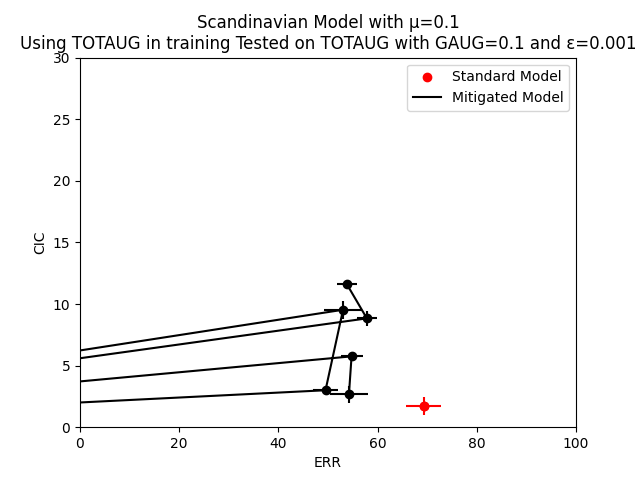 Scandinavian Model with μ=0.1
Using TOTAUG in training Tested on TOTAUG with GAUG=0.1 and ε=0.001
Standard Model
Mitigated Model
30
25
20
15
10
5
0
CIC
0 20 40 60 80 100
ERR